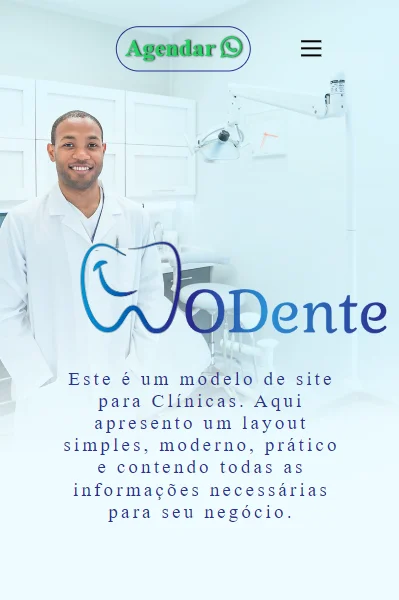 Agendar
ODente
Este é um modelo de site
para Clínicas. Aqui
apresento um layout
simples, moderno, prático
e contendo todas as
informações necessárias
para seu negócio.